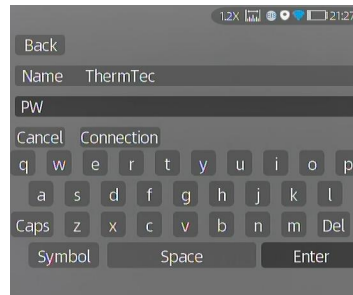 1.2X 21:27
Back
Name ThermTec
PW
Cancel Connection
q w e r t y u i o p
a s d f g h j k l
Caps z x c v b n m Del
Symbol Space Enter